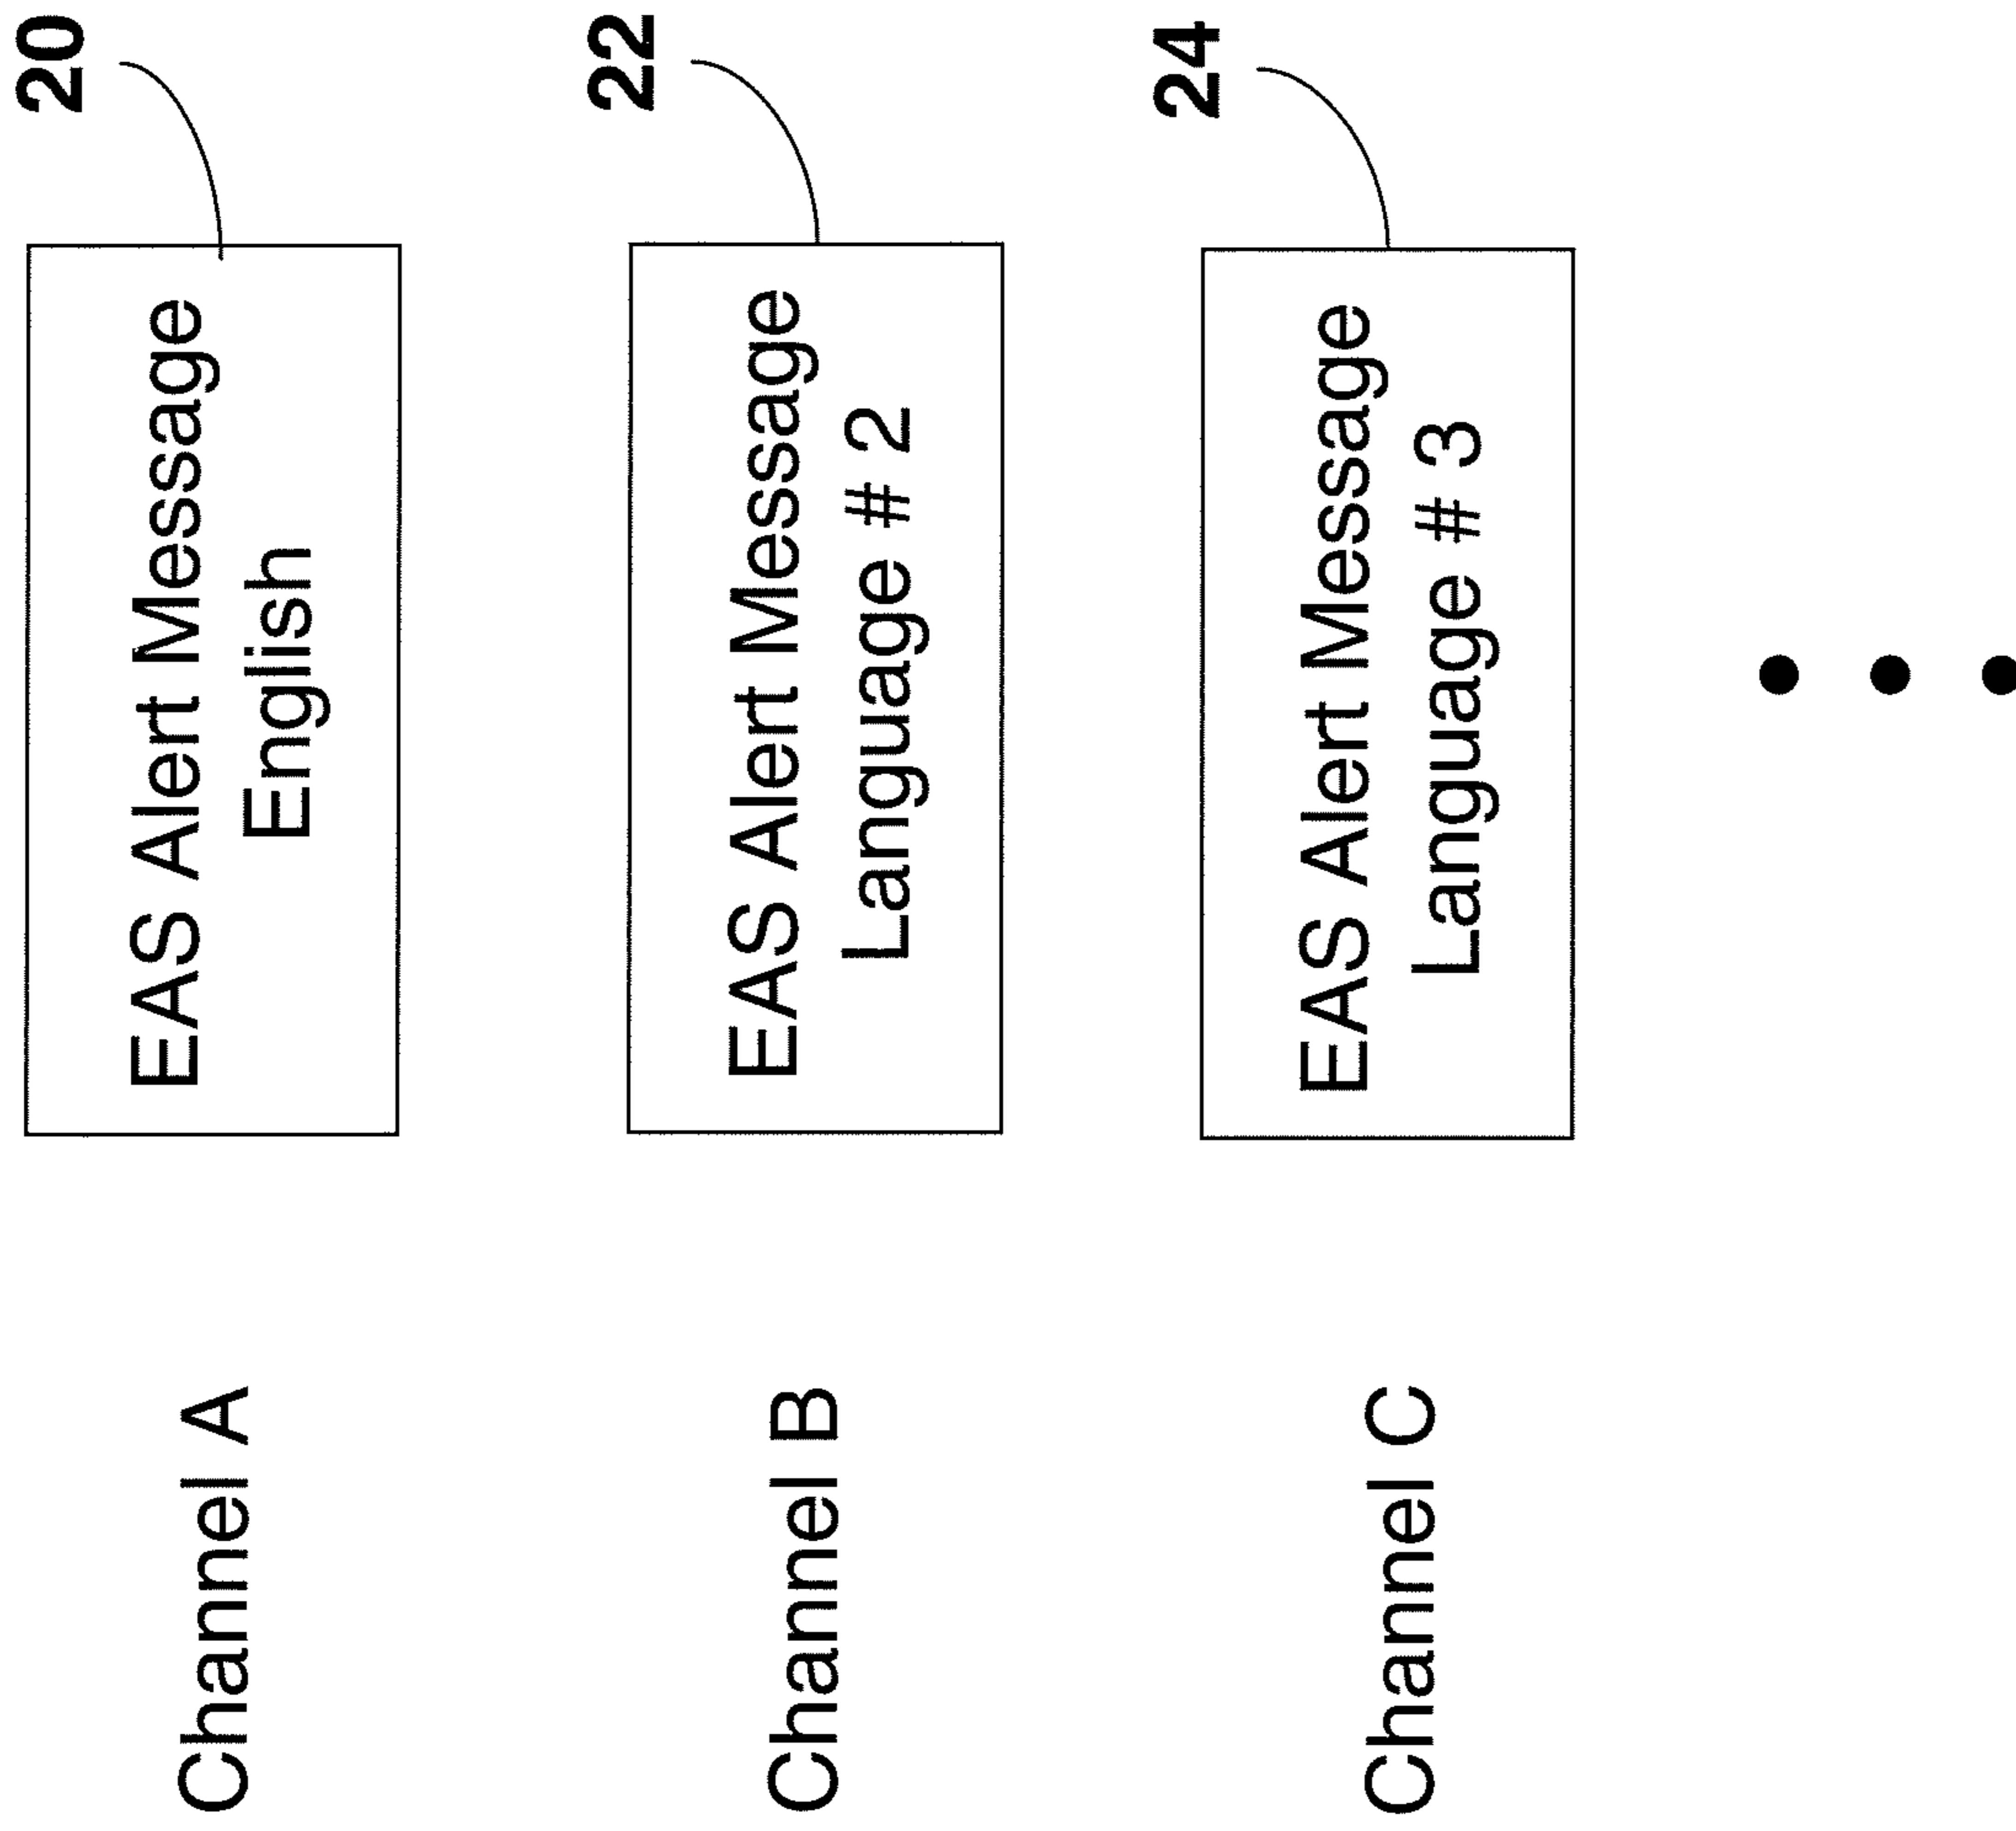 20
Channel A
EAS Alert Message
English
22
Channel B
EAS Alert Message
Language # 2
24
Channel C
EAS Alert Message
Language # 3